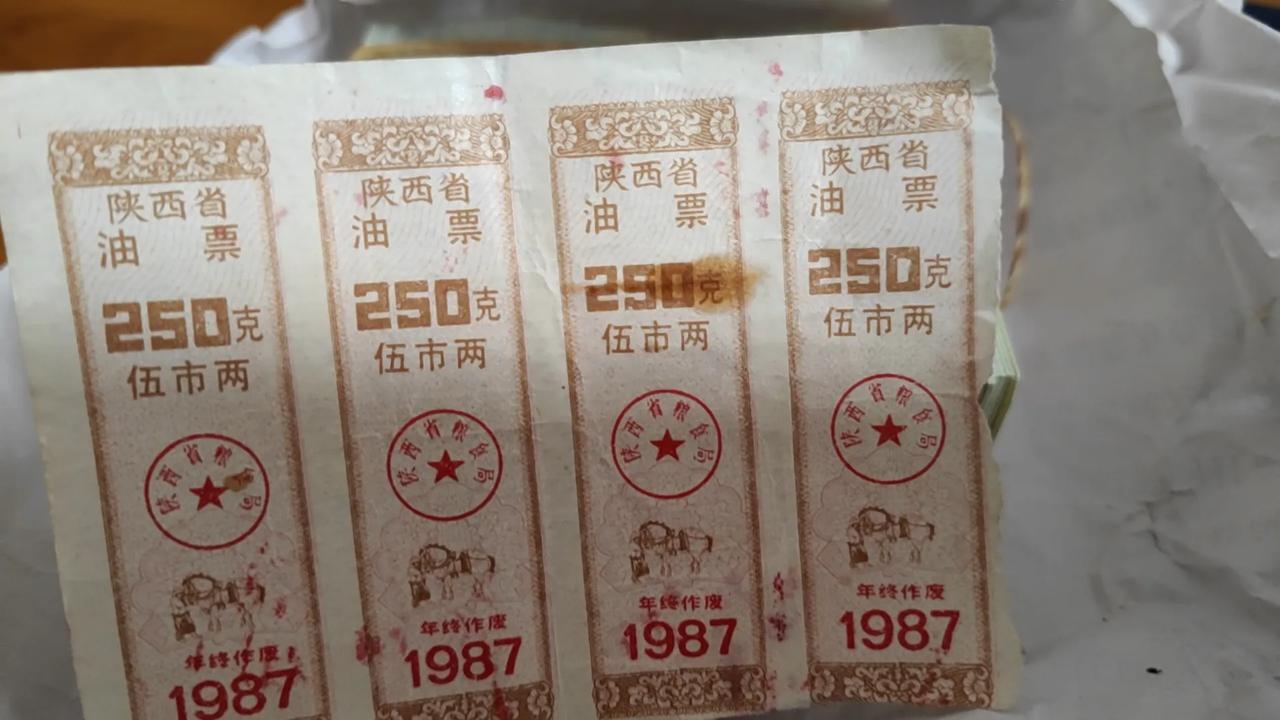 陕西省
油 票
250克
伍市两
陕西省粮食局
年终作废
1987
陕西省
油 票
250克
伍市两
陕西省粮食局
年终作废
1987
陕西省
油 票
250克
伍市两
陕西省粮食局
年终作废
1987
陕西省
油 票
250克
伍市两
陕西省粮食局
年终作废
1987